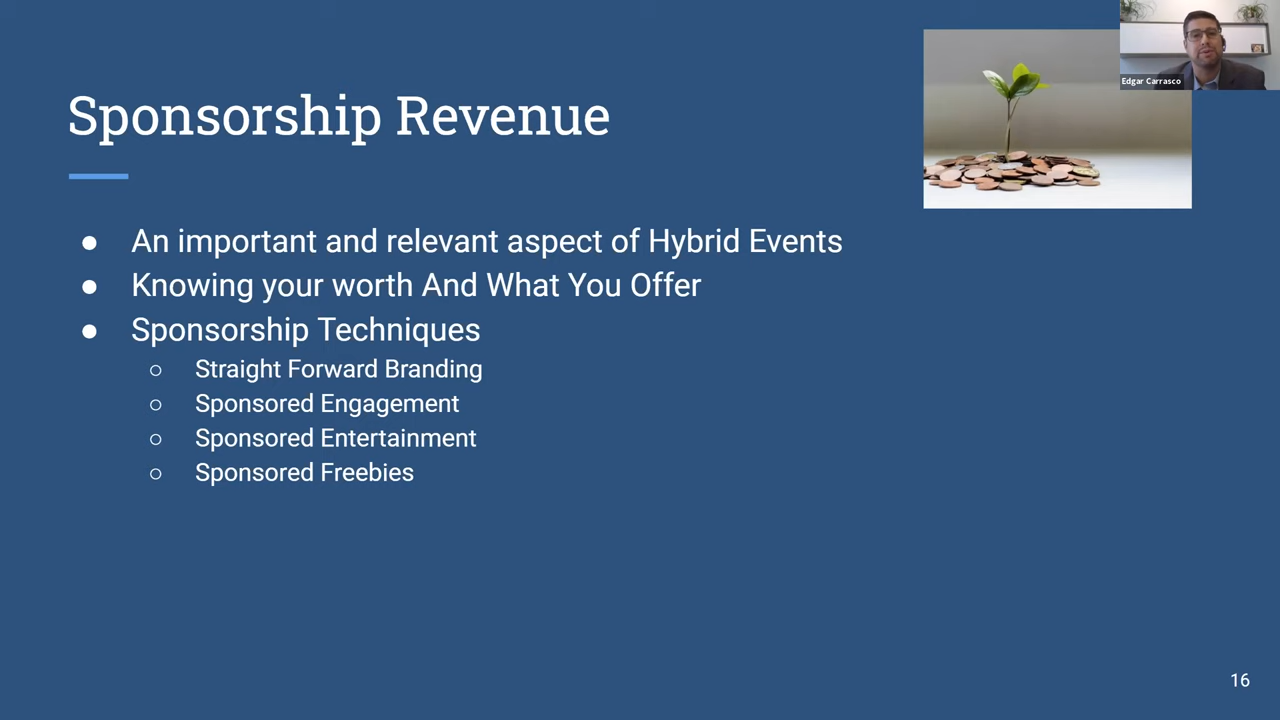 Edgar Carrasco
Sponsorship Revenue
● An important and relevant aspect of Hybrid Events
● Knowing your worth And What You Offer
● Sponsorship Techniques
○ Straight Forward Branding
○ Sponsored Engagement
○ Sponsored Entertainment
○ Sponsored Freebies
16